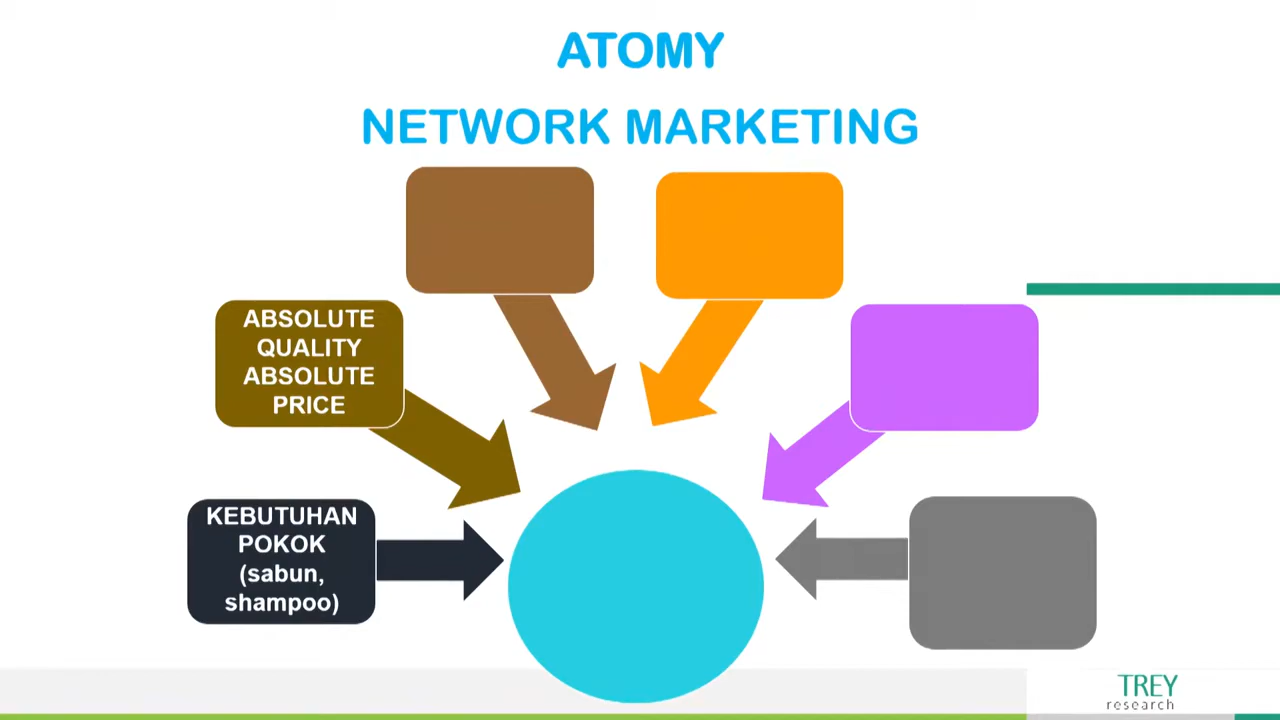 ATOMY
NETWORK MARKETING
ABSOLUTE
QUALITY
ABSOLUTE
PRICE
KEBUTUHAN
POKOK
(sabun,
shampoo)
TREY
research